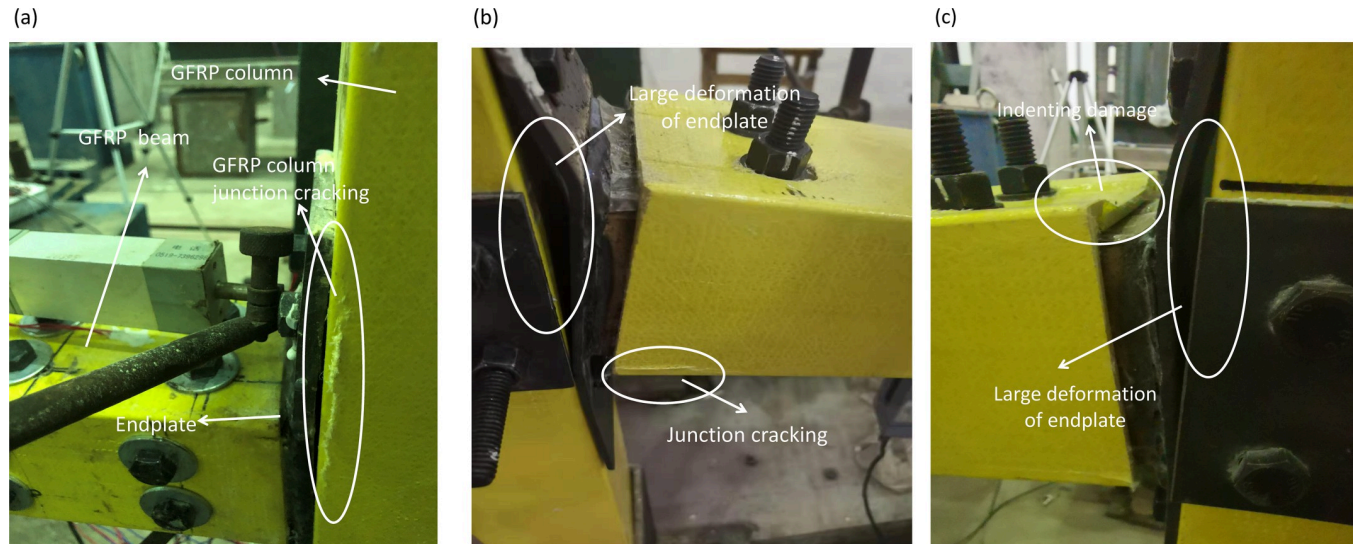 (a)
GFRP column
GFRP beam
GFRP column
junction cracking
Endplate
(b)
Large deformation
of endplate
Junction cracking
(c)
Indenting damage
Large deformation
of endplate